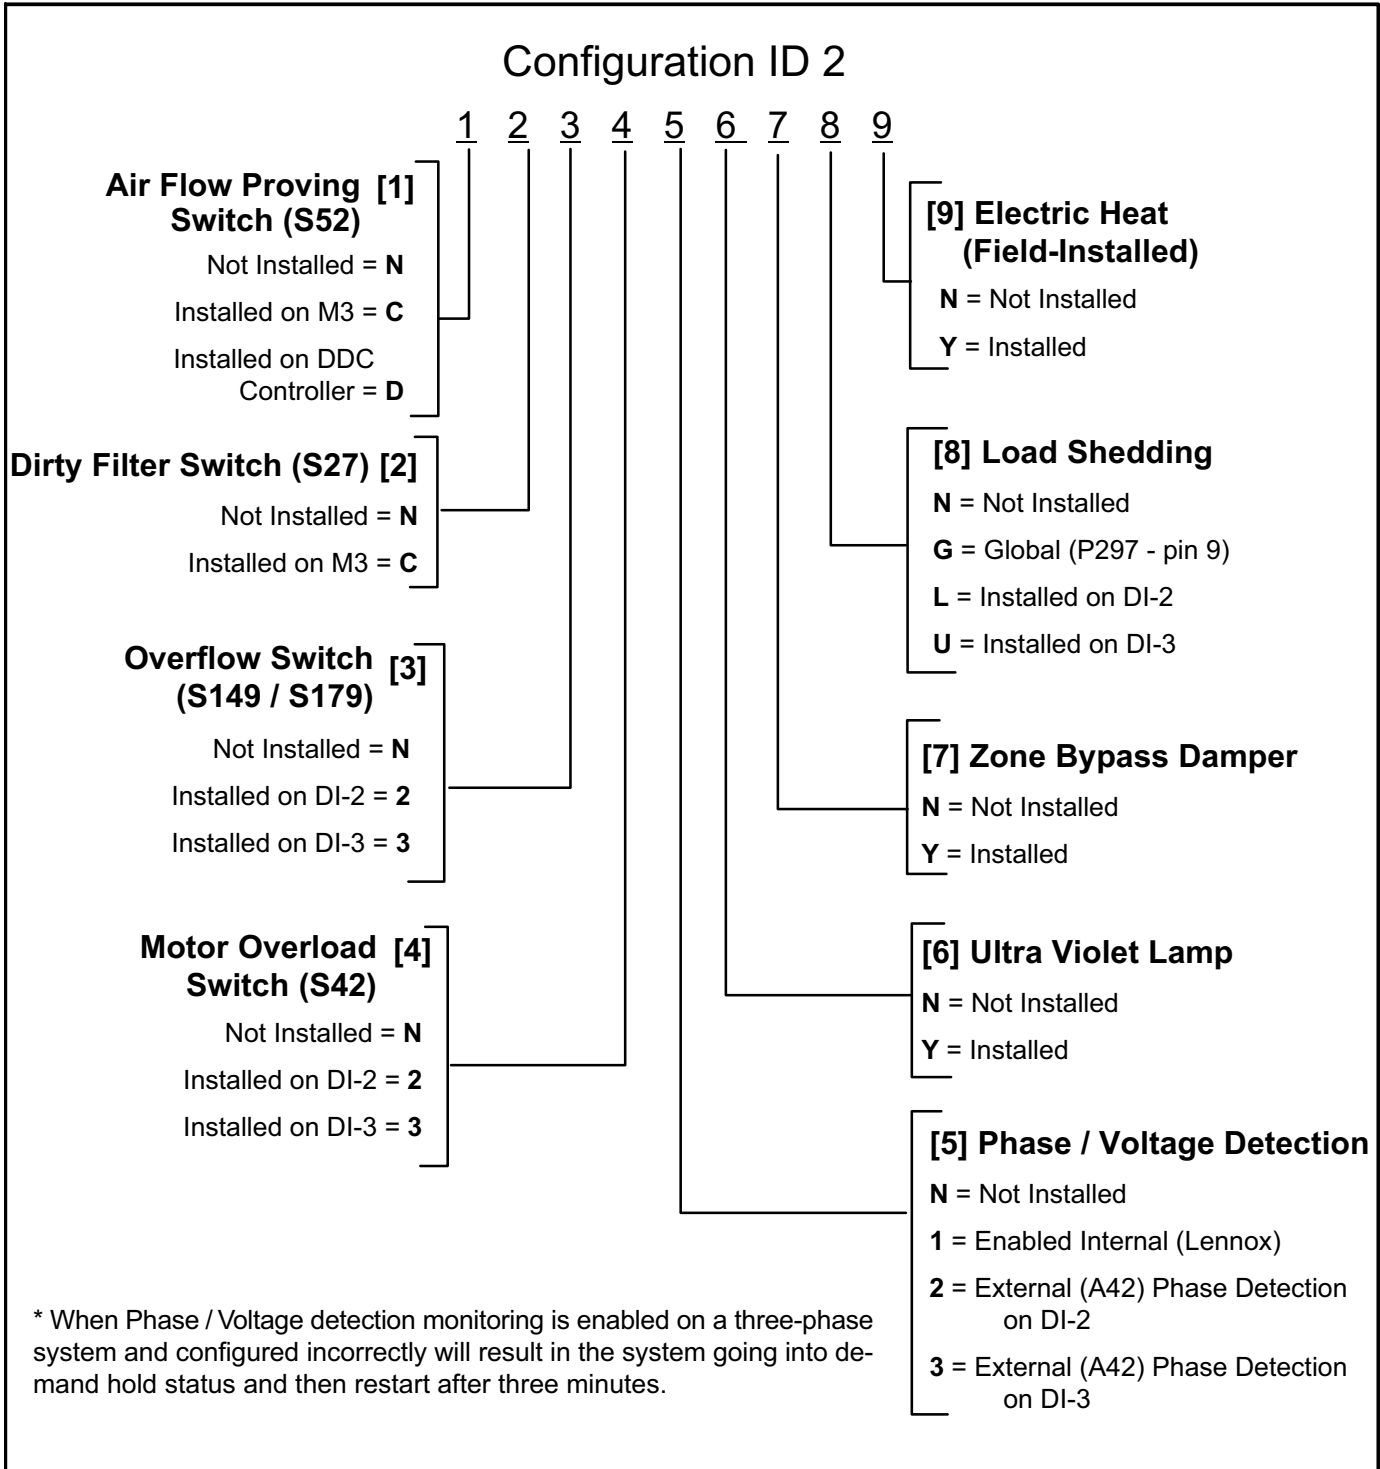 Configuration ID 2
1 2 3 4 5 6 7 8 9
Air Flow Proving [1]
Switch (S52)
Not Installed = N
Installed on M3 = C
Installed on DDC
Controller = D
Dirty Filter Switch (S27) [2]
Not Installed = N
Installed on M3 = C
Overflow Switch [3]
(S149 / S179)
Not Installed = N
Installed on DI-2 = 2
Installed on DI-3 = 3
Motor Overload [4]
Switch (S42)
Not Installed = N
Installed on DI-2 = 2
Installed on DI-3 = 3
[9] Electric Heat
(Field-Installed)
N = Not Installed
Y = Installed
[8] Load Shedding
N = Not Installed
G = Global (P297 - pin 9)
L = Installed on DI-2
U = Installed on DI-3
[7] Zone Bypass Damper
N = Not Installed
Y = Installed
[6] Ultra Violet Lamp
N = Not Installed
Y = Installed
[5] Phase / Voltage Detection
N = Not Installed
1 = Enabled Internal (Lennox)
2 = External (A42) Phase Detection
on DI-2
3 = External (A42) Phase Detection
on DI-3
* When Phase / Voltage detection monitoring is enabled on a three-phase
system and configured incorrectly will result in the system going into de-
mand hold status and then restart after three minutes.